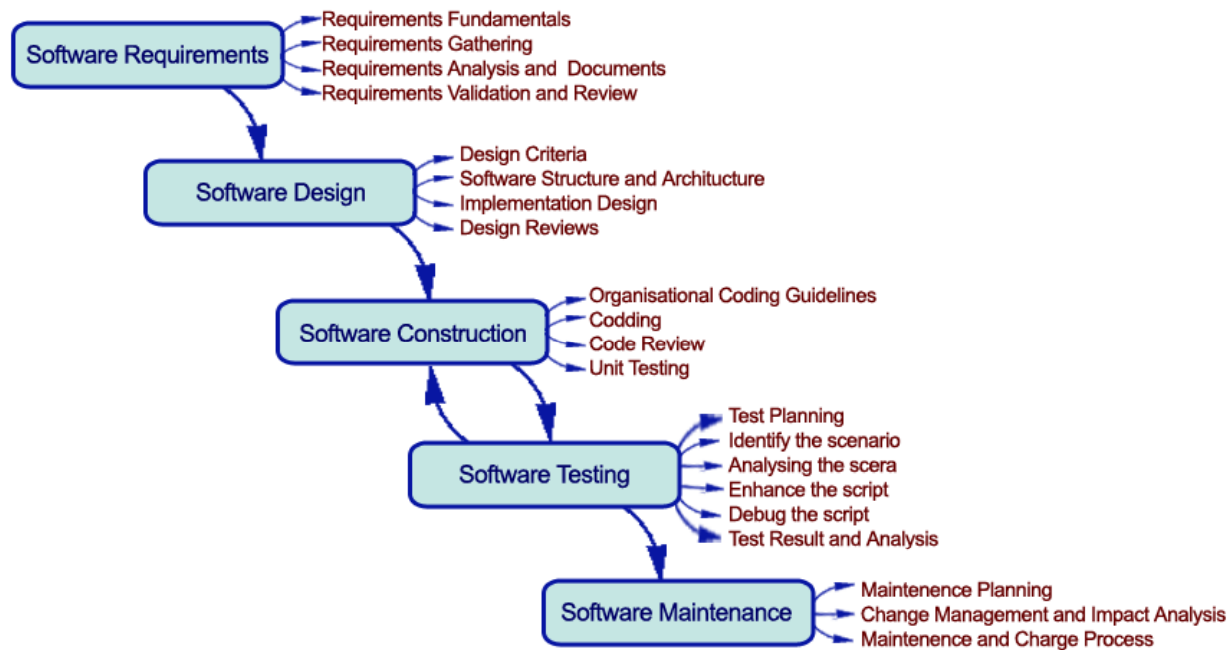 Software Requirements
Requirements Fundamentals
Requirements Gathering
Requirements Analysis and Documents
Requirements Validation and Review
Software Design
Design Criteria
Software Structure and Architucture
Implementation Design
Design Reviews
Software Construction
Organisational Coding Guidelines
Codding
Code Review
Unit Testing
Software Testing
Test Planning
Identify the scenario
Analysing the scera
Enhance the script
Debug the script
Test Result and Analysis
Software Maintenance
Maintenence Planning
Change Management and Impact Analysis
Maintenence and Charge Process